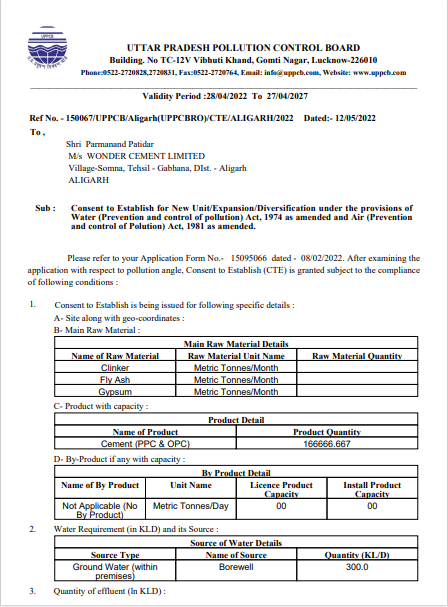 UPPCB
UTTAR PRADESH POLLUTION CONTROL BOARD
Building. No TC-12V Vibhuti Khand, Gomti Nagar, Lucknow-226010
Phone:0522-2720828,2720831, Fax:0522-2720764, Email: info@uppcb.com, Website: www.uppcb.com
Validity Period :28/04/2022 To 27/04/2027
Ref No. - 150067/UPPCB/Aligarh(UPPCBRO)/CTE/ALIGARH/2022 Dated:- 12/05/2022
To ,
Shri Parmanand Patidar
M/s WONDER CEMENT LIMITED
Village-Somna, Tehsil - Gabhana, DIst. - Aligarh
ALIGARH
Sub : Consent to Establish for New Unit/Expansion/Diversification under the provisions of
Water (Prevention and control of pollution) Act, 1974 as amended and Air (Prevention
and control of Polution) Act, 1981 as amended.
Please refer to your Application Form No.- 15095066 dated - 08/02/2022. After examining the
application with respect to pollution angle, Consent to Establish (CTE) is granted subject to the compliance
of following conditions :
1. Consent to Establish is being issued for following specific details :
A- Site along with geo-coordinates :
B- Main Raw Material :
Main Raw Material Details
Name of Raw Material Raw Material Unit Name Raw Material Quantity
Clinker Metric Tonnes/Month
Fly Ash Metric Tonnes/Month
Gypsum Metric Tonnes/Month
C- Product with capacity :
Product Detail
Name of Product Product Quantity
Cement (PPC & OPC) 166666.667
D- By-Product if any with capacity :
By Product Detail
Name of By Product Unit Name Licence Product Install Product
Capacity Capacity
Not Applicable (No Metric Tonnes/Day 00 00
By Product)
2. Water Requirement (in KLD) and its Source :
Source of Water Details
Source Type Name of Source Quantity (KL/D)
Ground Water (within Borewell 300.0
premises)
3. Quantity of effluent (In KLD) :